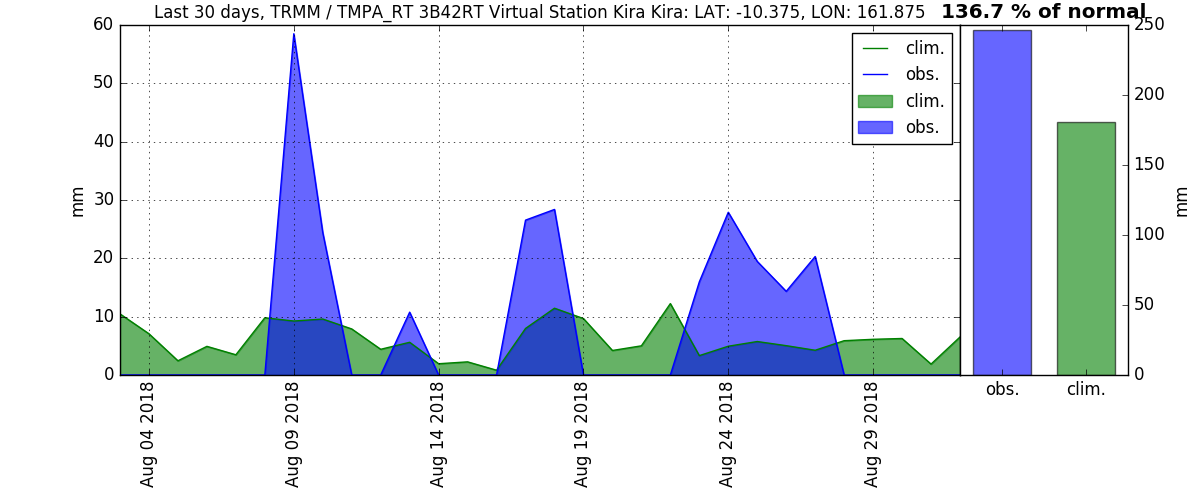 Last 30 days, TRMM / TMPA_RT 3B42RT Virtual Station Kira Kira: LAT: -10.375, LON: 161.875
136.7 % of normal
60
50
40
30
20
10
0
mm
clim.
obs.
clim.
obs.
Aug 04 2018
Aug 09 2018
Aug 14 2018
Aug 19 2018
Aug 24 2018
Aug 29 2018
250
200
150
100
50
0
mm
obs.
clim.